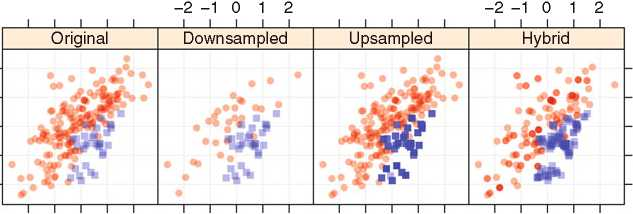 −2 −1 0 1 2 −2 −1 0 1 2
Original Downsampled Upsampled Hybrid